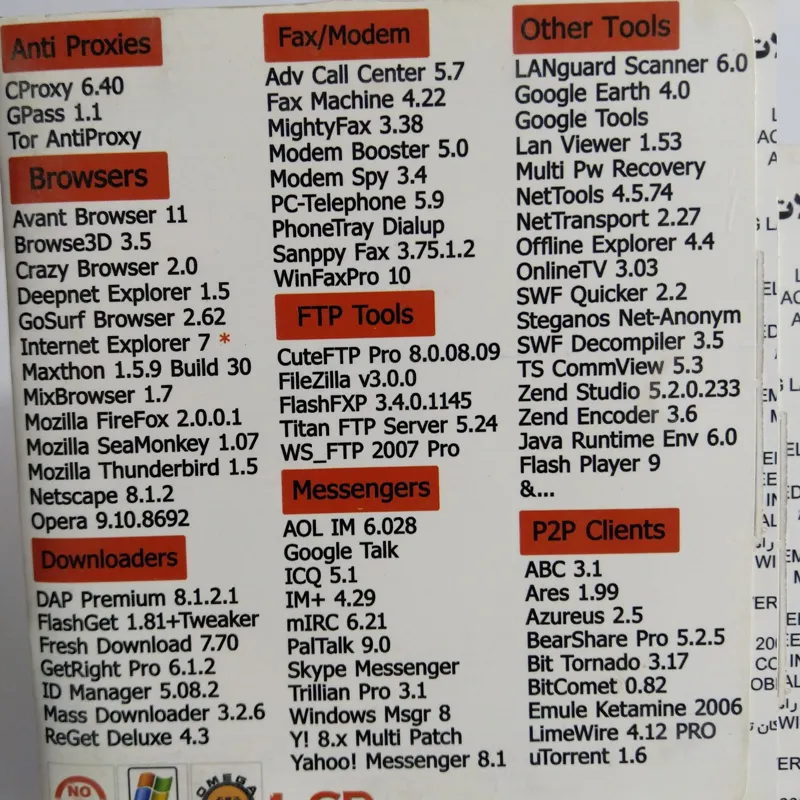 Anti Proxies
CProxy 6.40
GPass 1.1
Tor AntiProxy
Browsers
Avant Browser 11
Browse3D 3.5
Crazy Browser 2.0
Deepnet Explorer 1.5
GoSurf Browser 2.62
Internet Explorer 7 *
Maxthon 1.5.9 Build 30
MixBrowser 1.7
Mozilla FireFox 2.0.0.1
Mozilla SeaMonkey 1.07
Mozilla Thunderbird 1.5
Netscape 8.1.2
Opera 9.10.8692
Downloaders
DAP Premium 8.1.2.1
FlashGet 1.81+Tweaker
Fresh Download 7.70
GetRight Pro 6.1.2
ID Manager 5.08.2
Mass Downloader 3.2.6
ReGet Deluxe 4.3
NO
OMEGA
Fax/Modem
Adv Call Center 5.7
Fax Machine 4.22
MightyFax 3.38
Modem Booster 5.0
Modem Spy 3.4
PC-Telephone 5.9
PhoneTray Dialup
Sanppy Fax 3.75.1.2
WinFaxPro 10
FTP Tools
CuteFTP Pro 8.0.08.09
FileZilla v3.0.0
FlashFXP 3.4.0.1145
Titan FTP Server 5.24
WS_FTP 2007 Pro
Messengers
AOL IM 6.028
Google Talk
ICQ 5.1
IM+ 4.29
mIRC 6.21
PalTalk 9.0
Skype Messenger
Trillian Pro 3.1
Windows Msgr 8
Y! 8.x Multi Patch
Yahoo! Messenger 8.1
Other Tools
LANguard Scanner 6.0
Google Earth 4.0
Google Tools
Lan Viewer 1.53
Multi Pw Recovery
NetTools 4.5.74
NetTransport 2.27
Offline Explorer 4.4
OnlineTV 3.03
SWF Quicker 2.2
Steganos Net-Anonym
SWF Decompiler 3.5
TS CommView 5.3
Zend Studio 5.2.0.233
Zend Encoder 3.6
Java Runtime Env 6.0
Flash Player 9
&...
P2P Clients
ABC 3.1
Ares 1.99
Azureus 2.5
BearShare Pro 5.2.5
Bit Tornado 3.17
BitComet 0.82
Emule Ketamine 2006
LimeWire 4.12 PRO
uTorrent 1.6